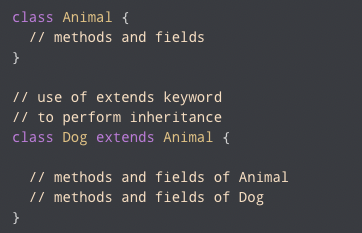 class Animal {
  // methods and fields
}

// use of extends keyword
// to perform inheritance
class Dog extends Animal {

  // methods and fields of Animal
  // methods and fields of Dog
}